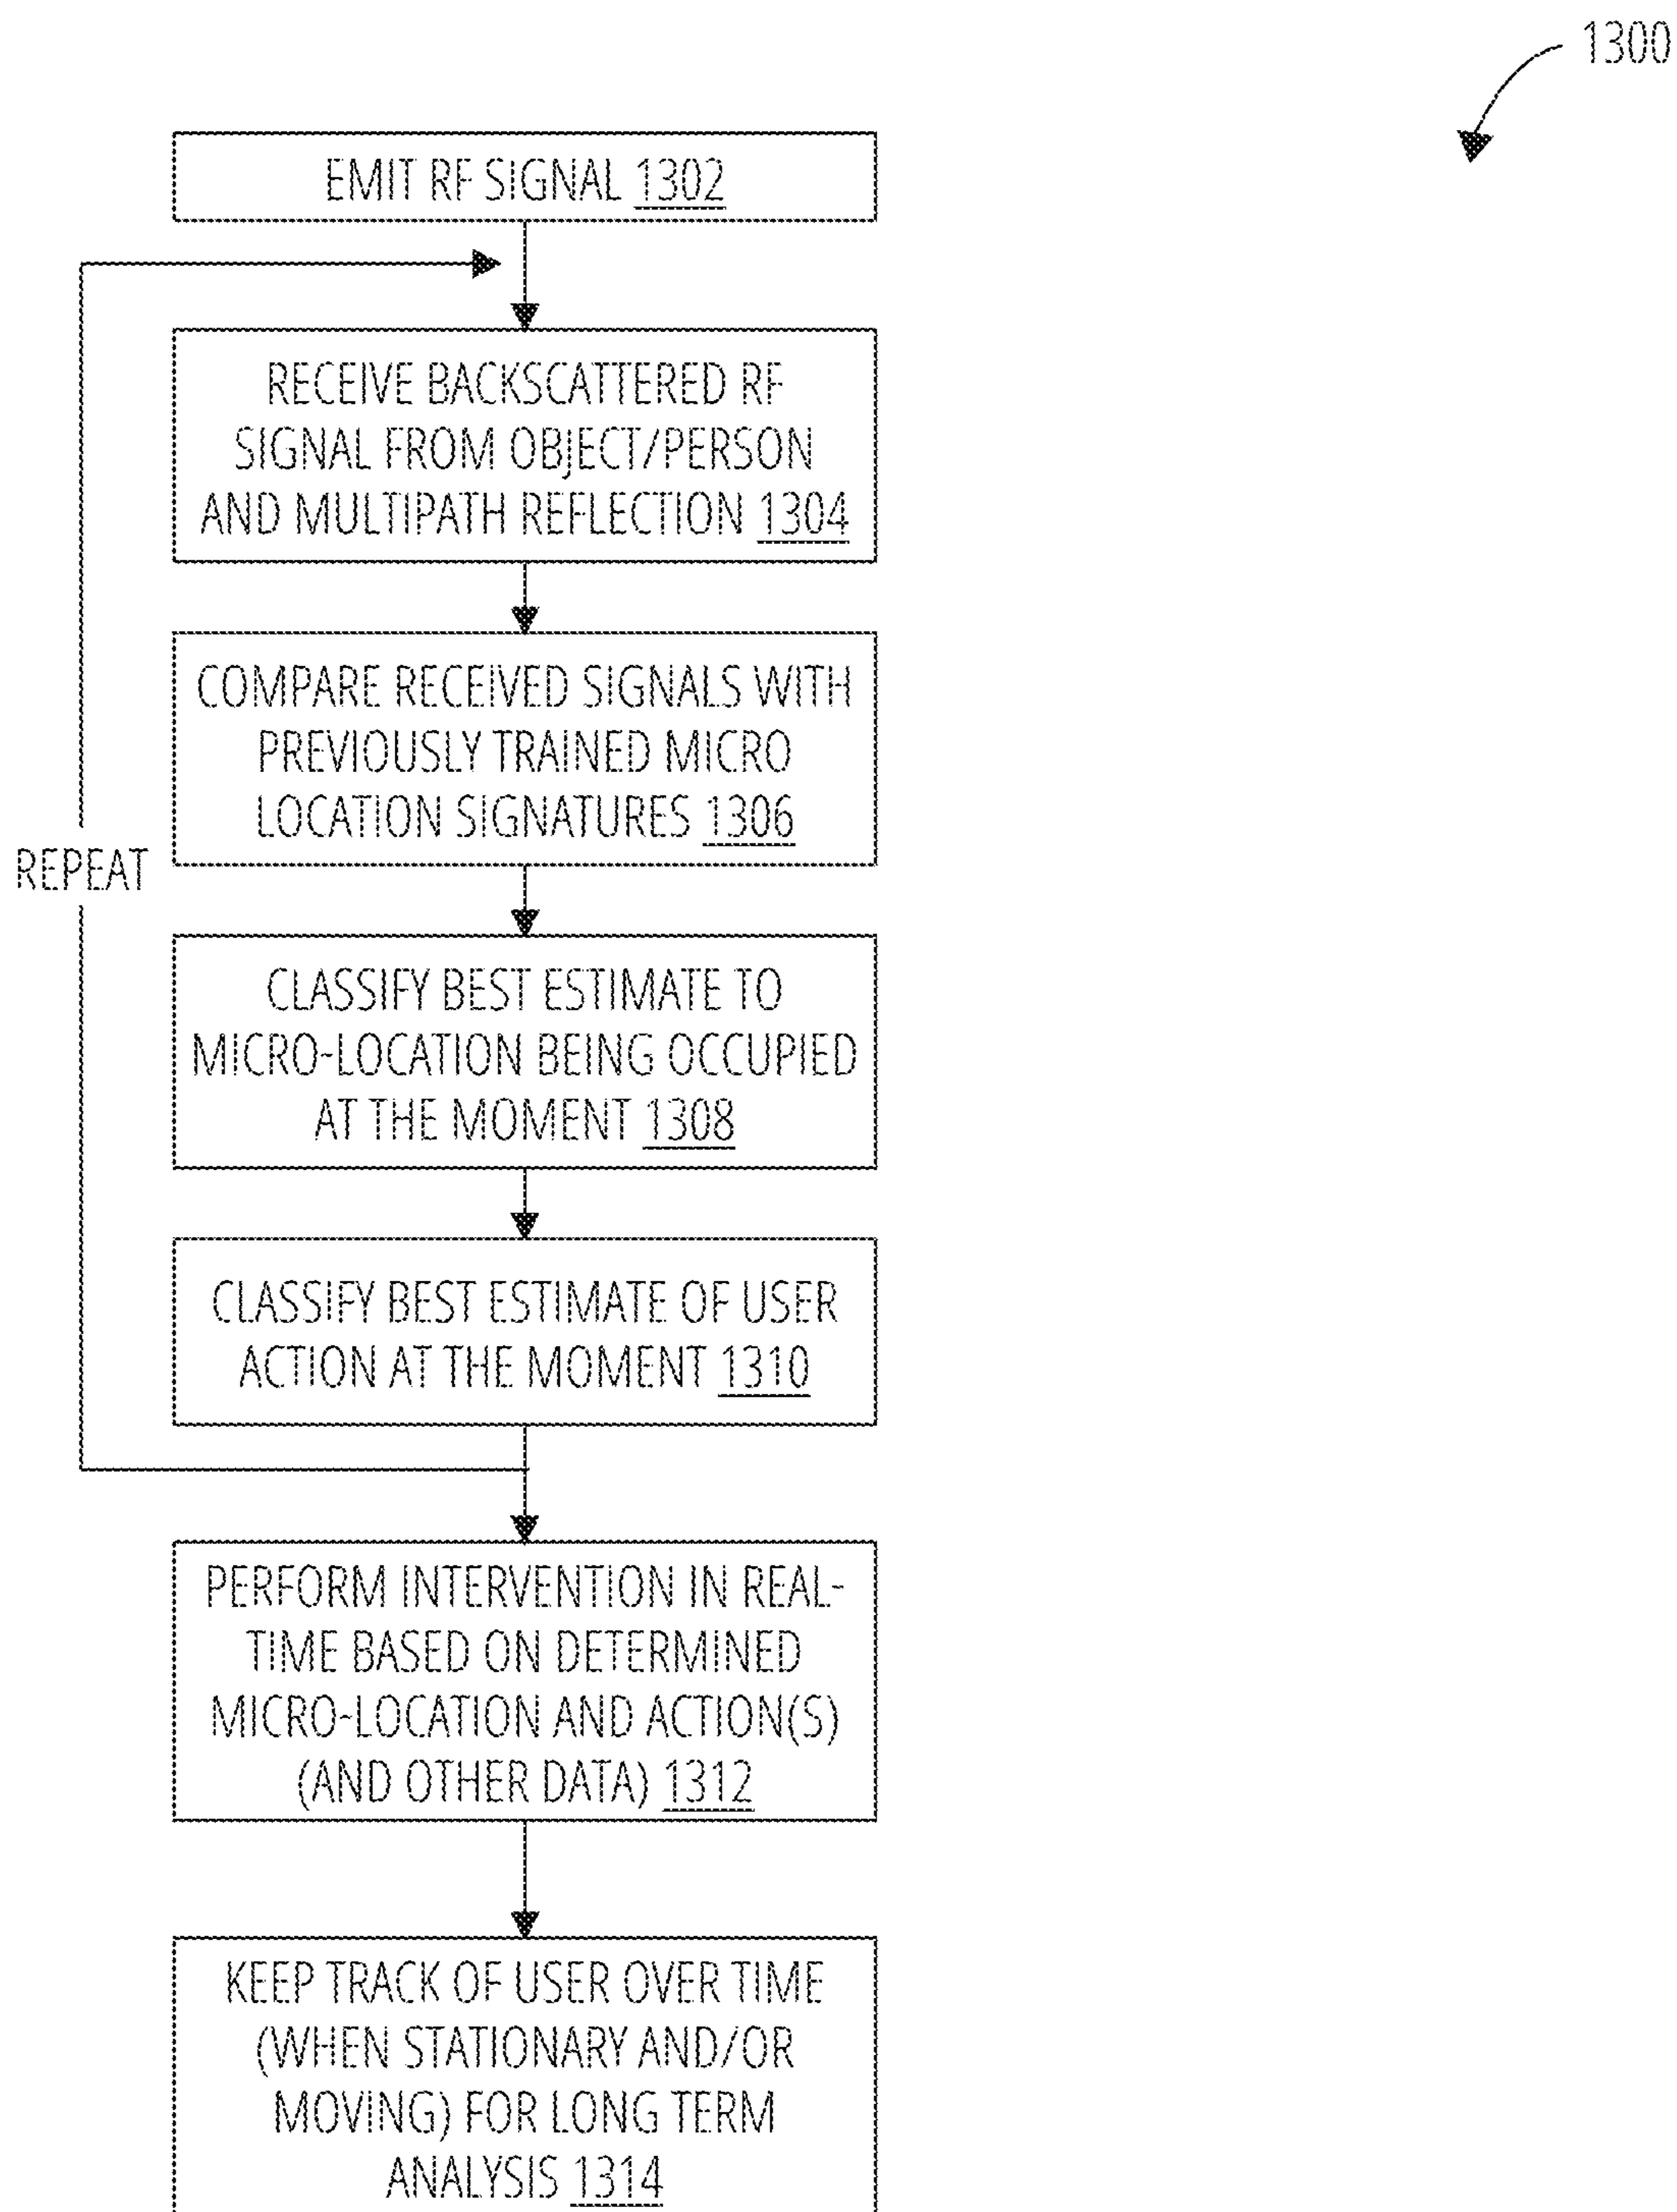 1300
EMIT RF SIGNAL 1302
RECEIVE BACKSCATTERED RF
SIGNAL FROM OBJECT/PERSON
AND MULTIPATH REFLECTION 1304
COMPARE RECEIVED SIGNALS WITH
PREVIOUSLY TRAINED MICRO
LOCATION SIGNATURES 1306
REPEAT
CLASSIFY BEST ESTIMATE TO
MICRO-LOCATION BEING OCCUPIED
AT THE MOMENT 1308
CLASSIFY BEST ESTIMATE OF USER
ACTION AT THE MOMENT 1310
PERFORM INTERVENTION IN REAL-
TIME BASED ON DETERMINED
MICRO-LOCATION AND ACTION(S)
(AND OTHER DATA) 1312
KEEP TRACK OF USER OVER TIME
(WHEN STATIONARY AND/OR
MOVING) FOR LONG TERM
ANALYSIS 1314